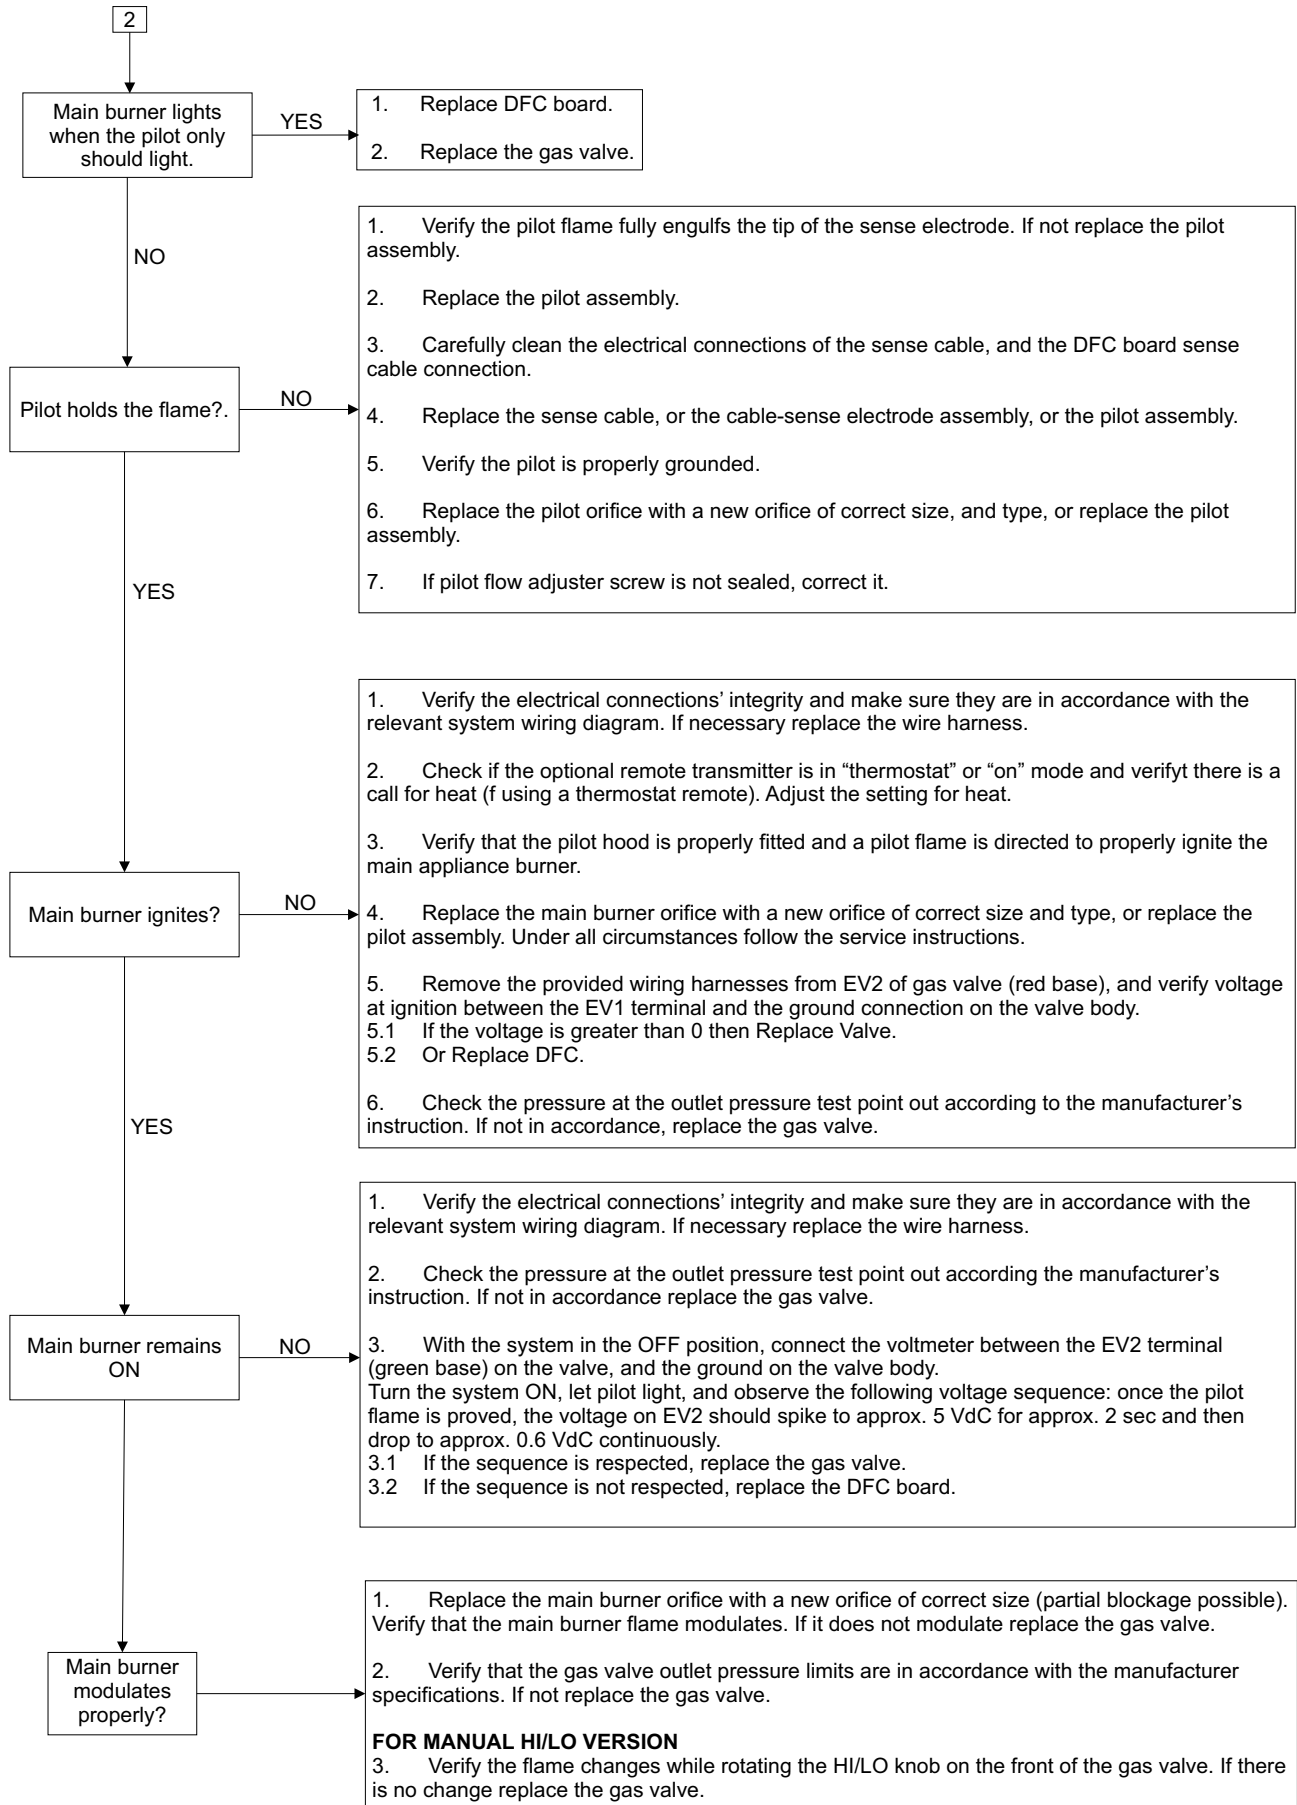 2
Main burner lights
when the pilot only
should light.
YES
1. Replace DFC board.
2. Replace the gas valve.
NO
1. Verify the pilot flame fully engulfs the tip of the sense electrode. If not replace the pilot
assembly.
2. Replace the pilot assembly.
3. Carefully clean the electrical connections of the sense cable, and the DFC board sense
cable connection.
4. Replace the sense cable, or the cable-sense electrode assembly, or the pilot assembly.
5. Verify the pilot is properly grounded.
6. Replace the pilot orifice with a new orifice of correct size, and type, or replace the pilot
assembly.
7. If pilot flow adjuster screw is not sealed, correct it.
Pilot holds the flame?.
NO
YES
1. Verify the electrical connections’ integrity and make sure they are in accordance with the
relevant system wiring diagram. If necessary replace the wire harness.
2. Check if the optional remote transmitter is in “thermostat” or “on” mode and verifyt there is a
call for heat (f using a thermostat remote). Adjust the setting for heat.
3. Verify that the pilot hood is properly fitted and a pilot flame is directed to properly ignite the
main appliance burner.
4. Replace the main burner orifice with a new orifice of correct size and type, or replace the
pilot assembly. Under all circumstances follow the service instructions.
5. Remove the provided wiring harnesses from EV2 of gas valve (red base), and verify voltage
at ignition between the EV1 terminal and the ground connection on the valve body.
5.1 If the voltage is greater than 0 then Replace Valve.
5.2 Or Replace DFC.
6. Check the pressure at the outlet pressure test point out according to the manufacturer’s
instruction. If not in accordance, replace the gas valve.
Main burner ignites?
NO
YES
1. Verify the electrical connections’ integrity and make sure they are in accordance with the
relevant system wiring diagram. If necessary replace the wire harness.
2. Check the pressure at the outlet pressure test point out according the manufacturer’s
instruction. If not in accordance replace the gas valve.
3. With the system in the OFF position, connect the voltmeter between the EV2 terminal
(green base) on the valve, and the ground on the valve body.
Turn the system ON, let pilot light, and observe the following voltage sequence: once the pilot
flame is proved, the voltage on EV2 should spike to approx. 5 VdC for approx. 2 sec and then
drop to approx. 0.6 VdC continuously.
3.1 If the sequence is respected, replace the gas valve.
3.2 If the sequence is not respected, replace the DFC board.
Main burner remains
ON
NO
1. Replace the main burner orifice with a new orifice of correct size (partial blockage possible).
Verify that the main burner flame modulates. If it does not modulate replace the gas valve.
2. Verify that the gas valve outlet pressure limits are in accordance with the manufacturer
specifications. If not replace the gas valve.
FOR MANUAL HI/LO VERSION
3. Verify the flame changes while rotating the HI/LO knob on the front of the gas valve. If there
is no change replace the gas valve.
Main burner
modulates
properly?